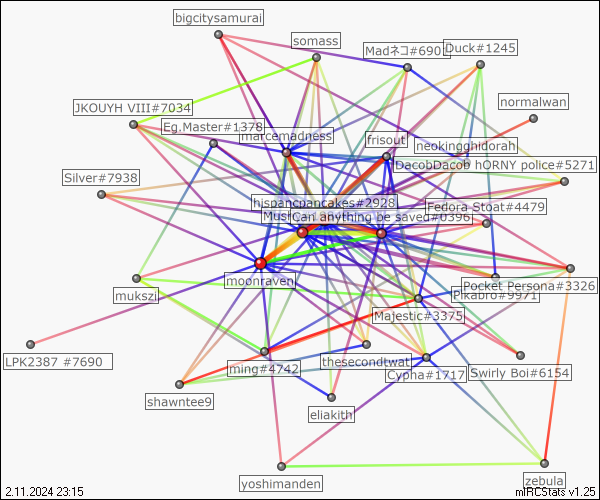 bigcitysamurai
somass
Madネコ#690
Duck#1245
normalwan
JKOUYH VIII#7034
Eg.Master#1378
marcemadness
frisout
neokinghidorah
DacobDacob hORNY police#5271
Silver#7938
hispancpancakes#2928
Can anything be saved#0396
Fedora Stoat#4479
moonraven
mukszi
Pocket Persona#3326
Pikabro#9971
Majestic#3375
LPK2387 #7690
ming#4742
thesecondtwat
Cypha#1717
Swirly Boi#6154
shawntee9
eliakith
yoshimanden
zebula
2.11.2024 23:15
mIRCStats v1.25